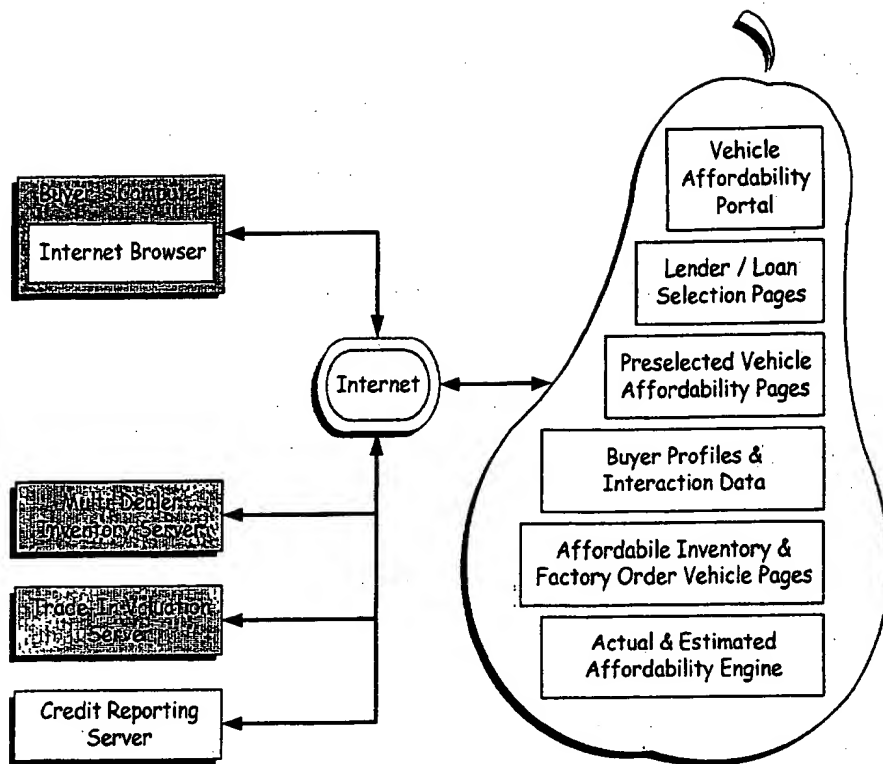 Buyer's Computer
Internet Browser
Internet
Multi-Dealer
Inventory Server
Trade-In Valuation
Server
Credit Reporting
Server
Vehicle
Affordability
Portal
Lender / Loan
Selection Pages
Preselected Vehicle
Affordability Pages
Buyer Profiles &
Interaction Data
Affordabile Inventory &
Factory Order Vehicle Pages
Actual & Estimated
Affordability Engine